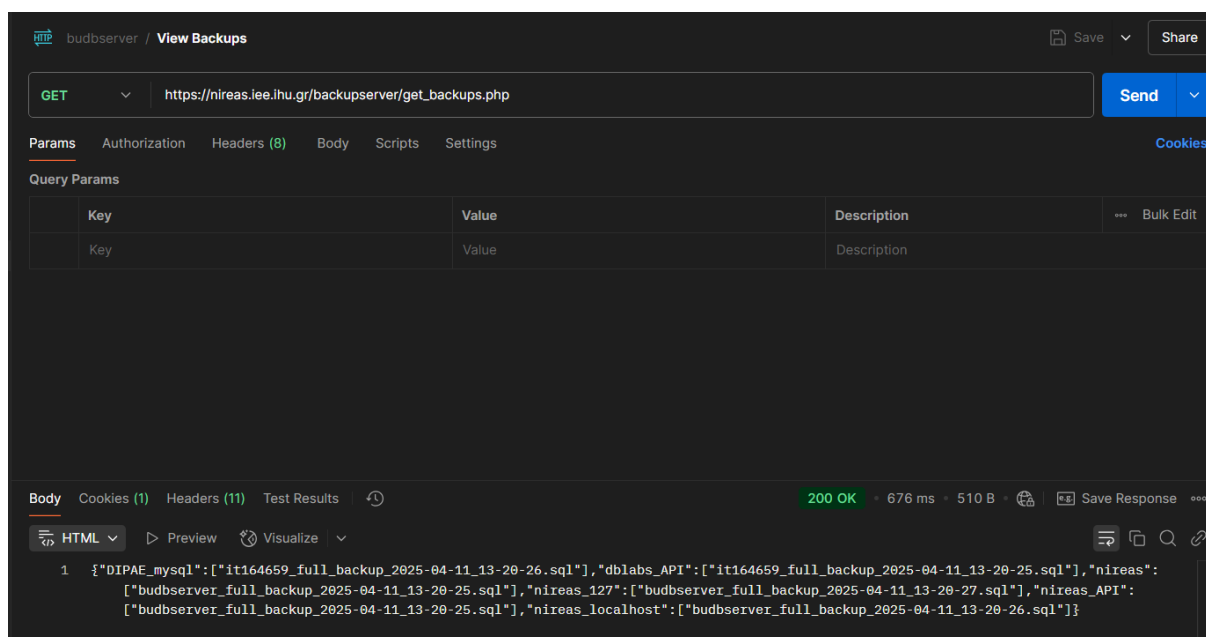 HTTP budbserver / View Backups Save Share
GET https://nireas.iee.ihu.gr/backupserver/get_backups.php Send
Params Authorization Headers (8) Body Scripts Settings Cookies
Query Params
Key Value Description Bulk Edit
Key Value Description
Body Cookies (1) Headers (11) Test Results 200 OK 676 ms 510 B e.g. Save Response
HTML Preview Visualize
1 {"DIPAE_mysql":["it164659_full_backup_2025-04-11_13-20-26.sql"],"dblabs_API":["it164659_full_backup_2025-04-11_13-20-25.sql"],"nireas":
["budbserver_full_backup_2025-04-11_13-20-25.sql"],"nireas_127":["budbserver_full_backup_2025-04-11_13-20-27.sql"],"nireas_API":
["budbserver_full_backup_2025-04-11_13-20-25.sql"],"nireas_localhost":["budbserver_full_backup_2025-04-11_13-20-26.sql"]}